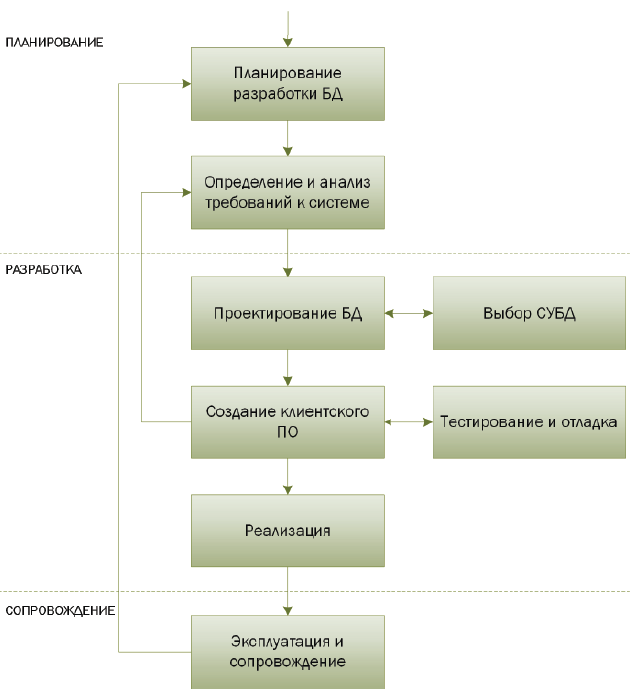 ПЛАНИРОВАНИЕ
Планирование
разработки БД
Определение и анализ
требований к системе
РАЗРАБОТКА
Проектирование БД
Выбор СУБД
Создание клиентского
ПО
Тестирование и отладка
Реализация
СОПРОВОЖДЕНИЕ
Эксплуатация и
сопровождение